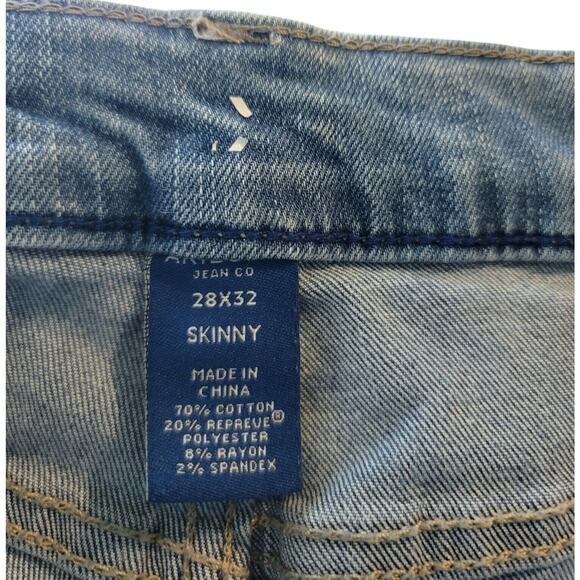 JEAN CO
28X32
SKINNY
MADE IN
CHINA
70% COTTON
20% REPREVE®
POLYESTER
8% RAYON
2% SPANDEX